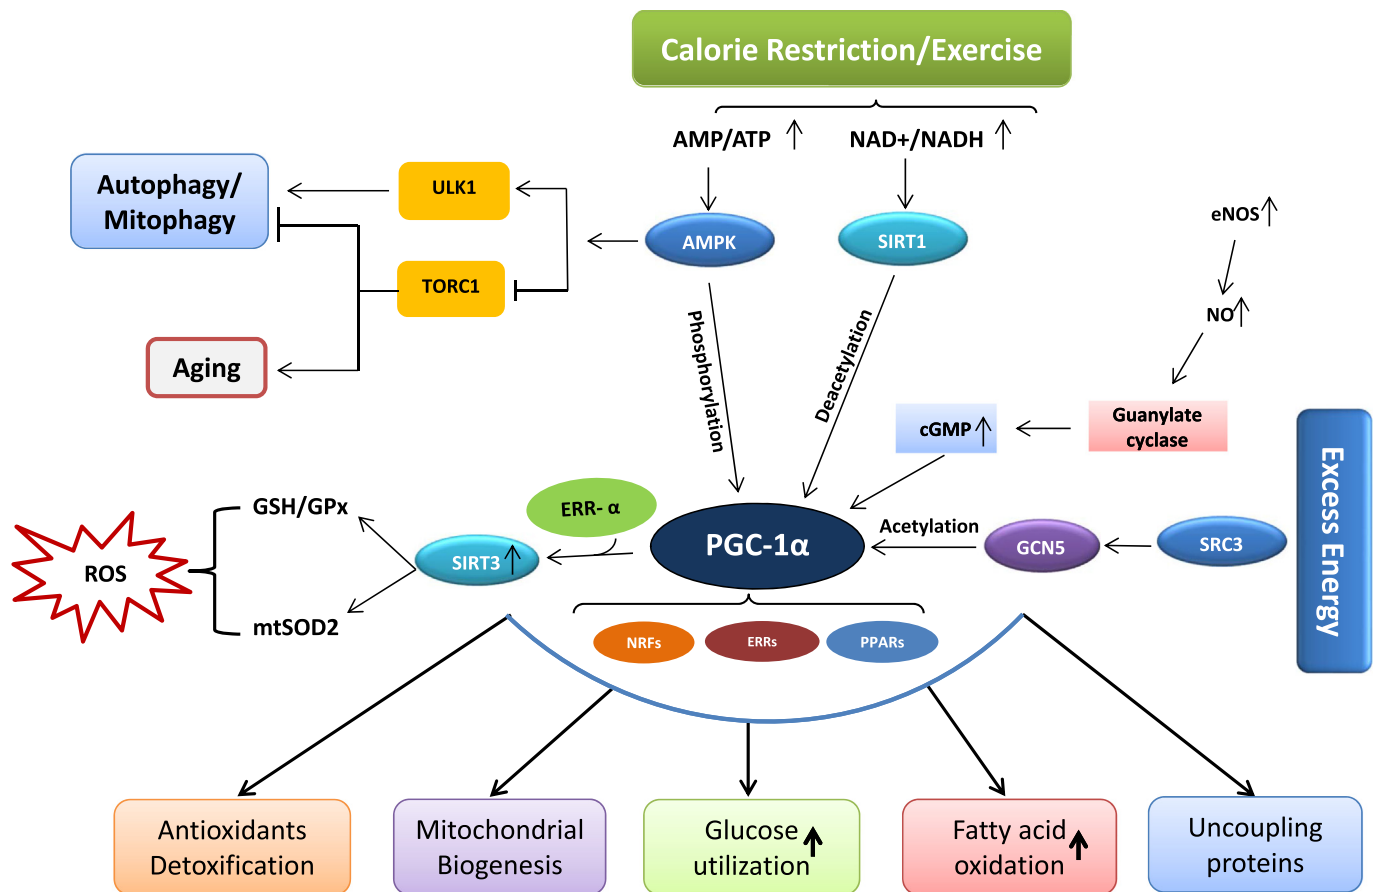 Calorie Restriction/Exercise
AMP/ATP
NAD+/NADH
Autophagy/
Mitophagy
ULK1
AMPK
SIRT1
eNOS
TORC1
NO
Aging
Phosphorylation
Deacetylation
cGMP
Guanylate
cyclase
Excess Energy
GSH/GPx
ERR- α
PGC-1α
Acetylation
GCN5
SRC3
ROS
SIRT3
mtSOD2
NRFs
ERRs
PPARs
Antioxidants
Detoxification
Mitochondrial
Biogenesis
Glucose
utilization
Fatty acid
oxidation
Uncoupling
proteins